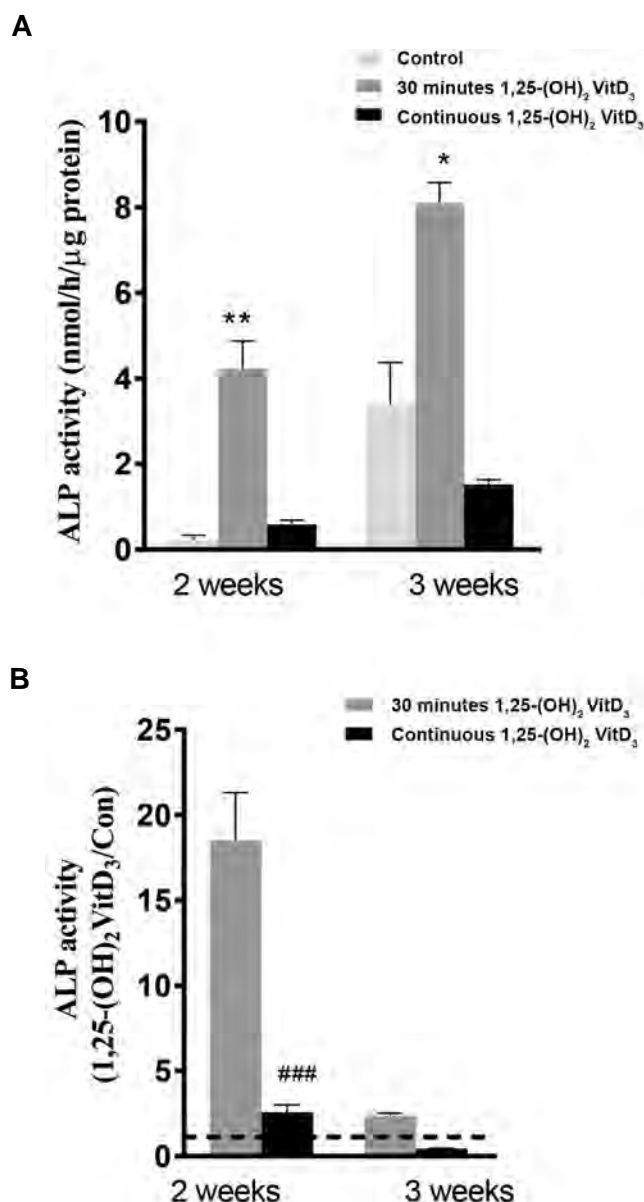 A
Control
30 minutes 1,25-(OH)₂ VitD₃
Continuous 1,25-(OH)₂ VitD₃
ALP activity (nmol/h/µg protein)
10
8
6
4
2
0
**
*
2 weeks
3 weeks
B
30 minutes 1,25-(OH)₂ VitD₃
Continuous 1,25-(OH)₂ VitD₃
ALP activity
(1,25-(OH)₂VitD₃/Con)
25
20
15
10
5
0
###
2 weeks
3 weeks